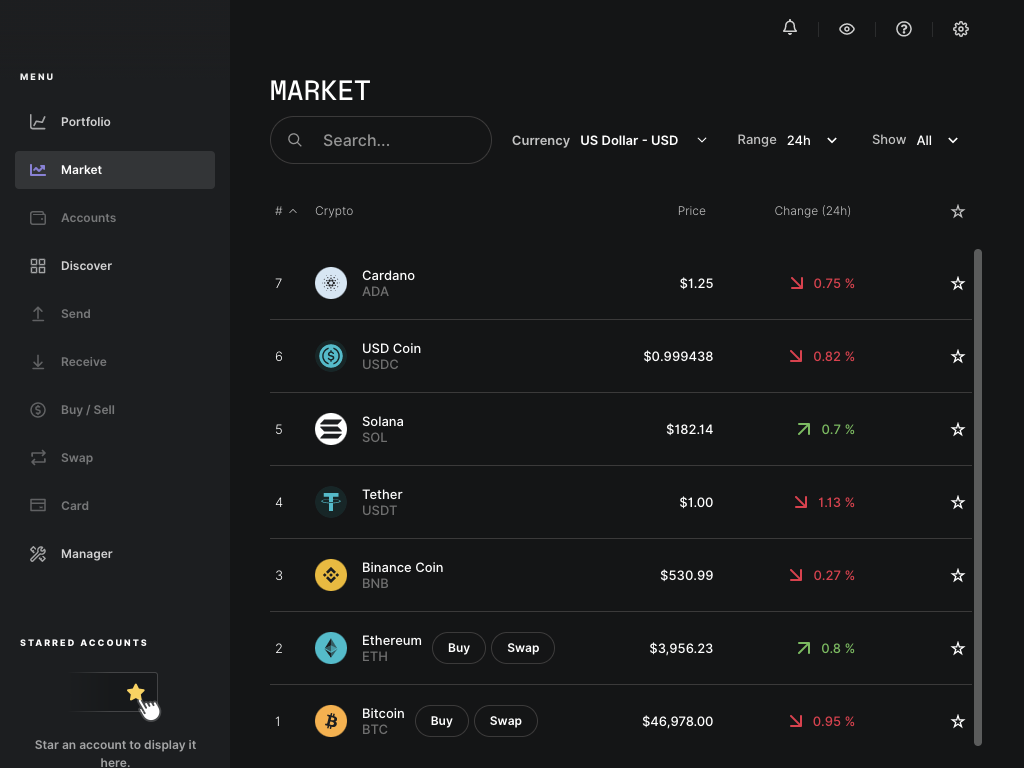 MENU
Portfolio
Market
Accounts
Discover
Send
Receive
Buy / Sell
Swap
Card
Manager
STARRED ACCOUNTS
Star an account to display it
here.
MARKET
Search...
Currency US Dollar - USD
Range 24h
Show All
# Crypto Price Change (24h)
7 Cardano $1.25 0.75 %
ADA
6 USD Coin $0.999438 0.82 %
USDC
5 Solana $182.14 0.7 %
SOL
4 Tether $1.00 1.13 %
USDT
3 Binance Coin $530.99 0.27 %
BNB
2 Ethereum Buy Swap $3,956.23 0.8 %
ETH
1 Bitcoin Buy Swap $46,978.00 0.95 %
BTC